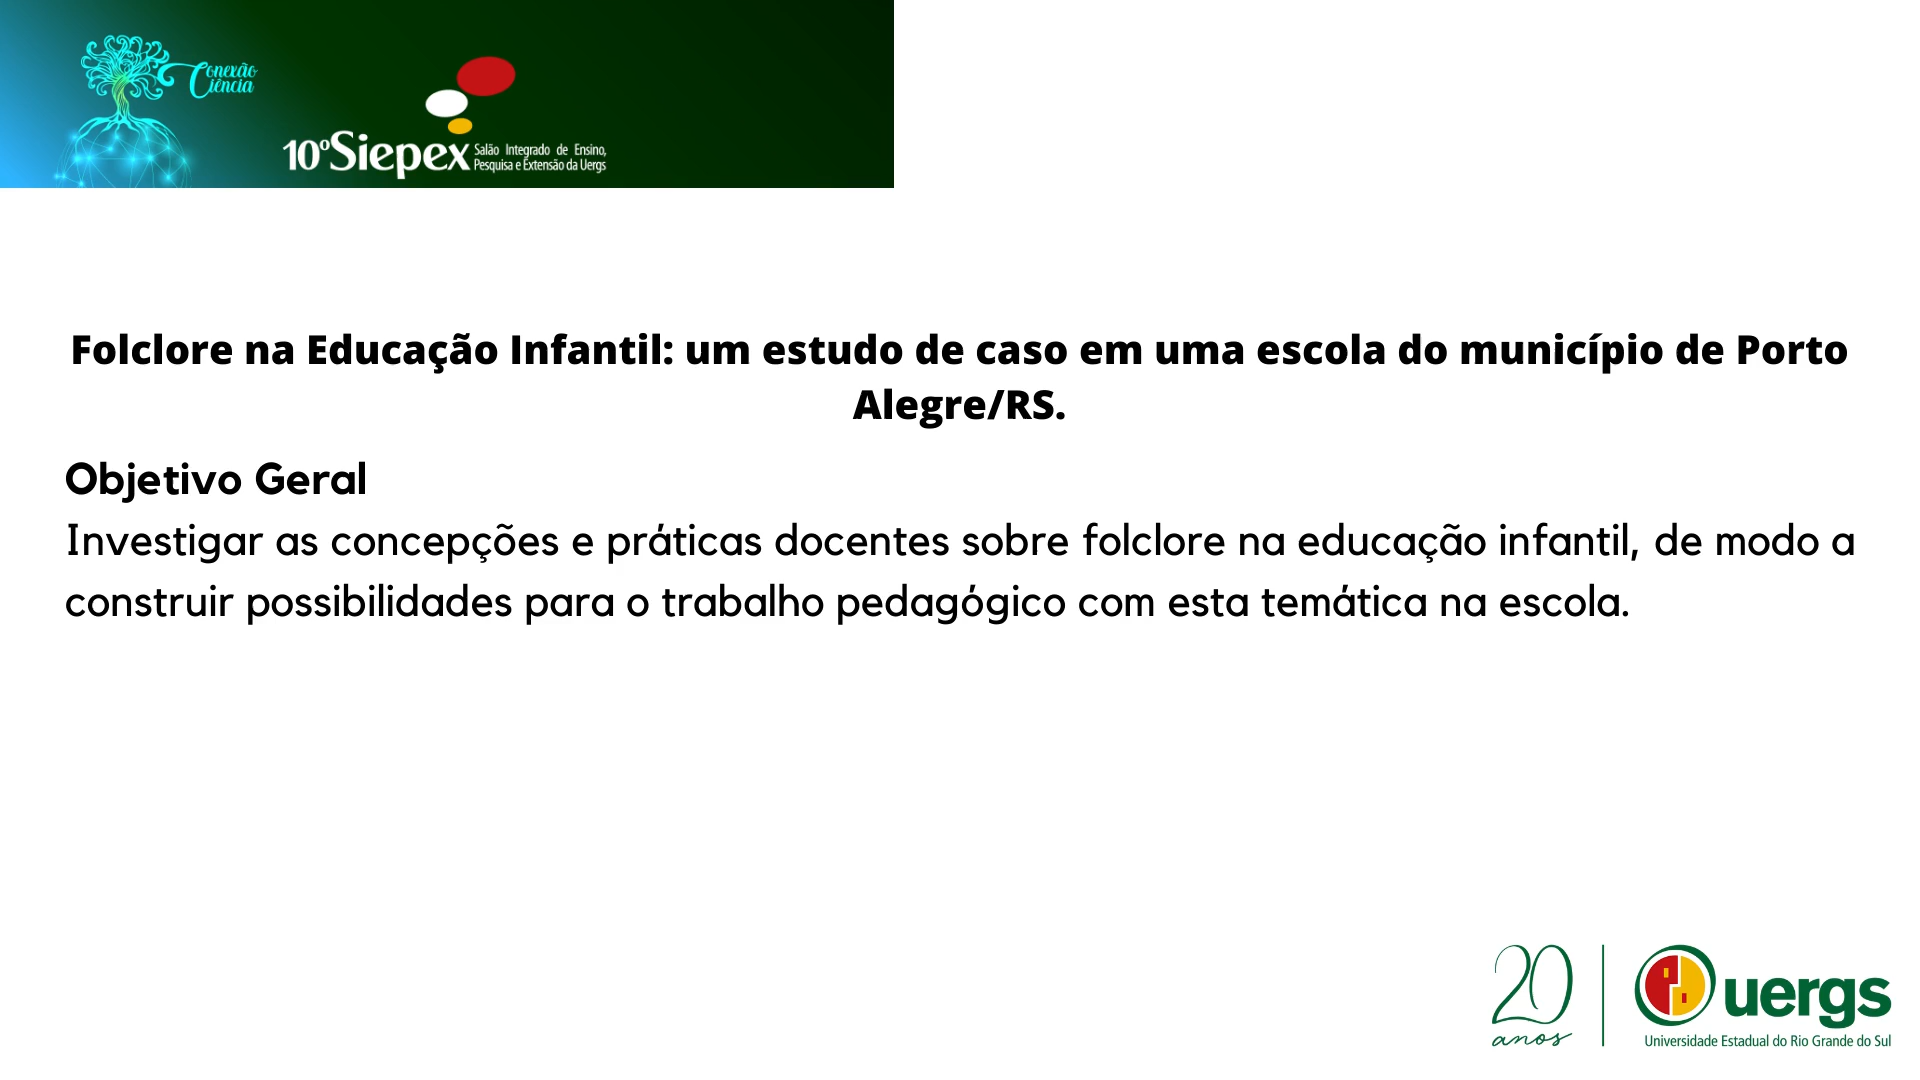 Conexão
Ciência
10ºSiepex
Salão Integrado de Ensino,
Pesquisa e Extensão da Uergs
Folclore na Educação Infantil: um estudo de caso em uma escola do município de Porto
Alegre/RS.
Objetivo Geral
Investigar as concepções e práticas docentes sobre folclore na educação infantil, de modo a
construir possibilidades para o trabalho pedagógico com esta temática na escola.
20
anos
uergs
Universidade Estadual do Rio Grande do Sul